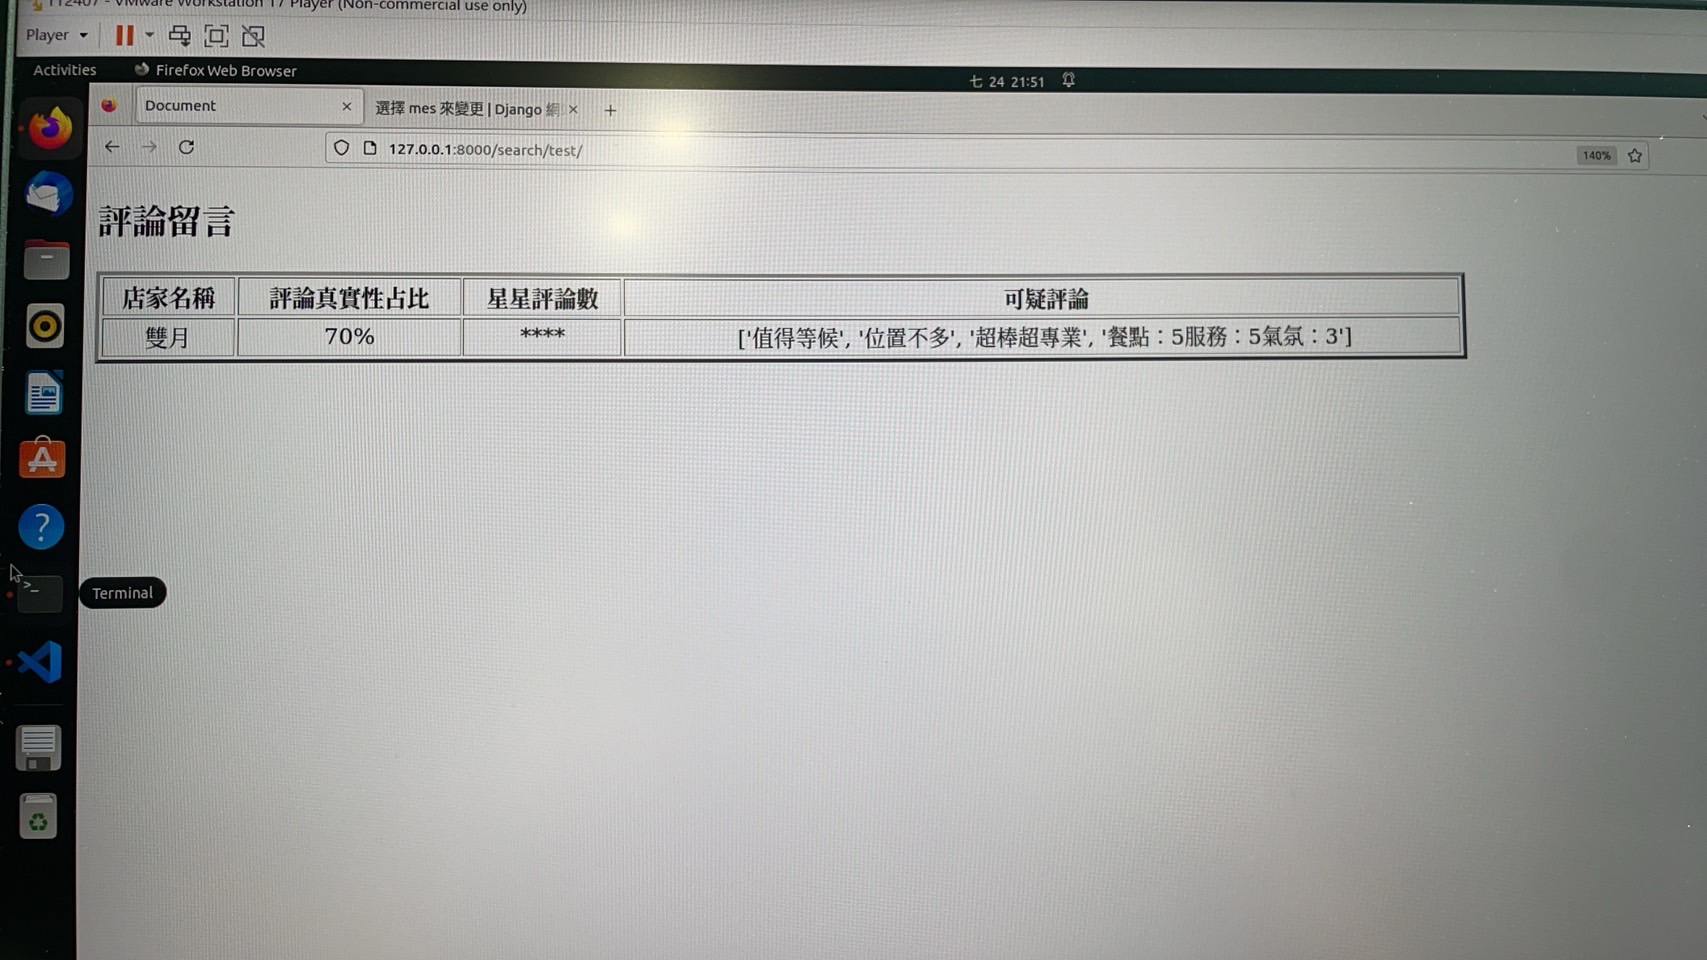 112407 - VMware Workstation 17 Player (Non-commercial use only)
Player
Activities
Firefox Web Browser
七 24 21:51
Document
選擇 mes 來變更 | Django 網
127.0.0.1:8000/search/test/
140%
評論留言
店家名稱 評論真實性占比 星星評論數 可疑評論
雙月 70% **** ['值得等候', '位置不多', '超棒超專業', '餐點：5服務：5氣氛：3']
Terminal